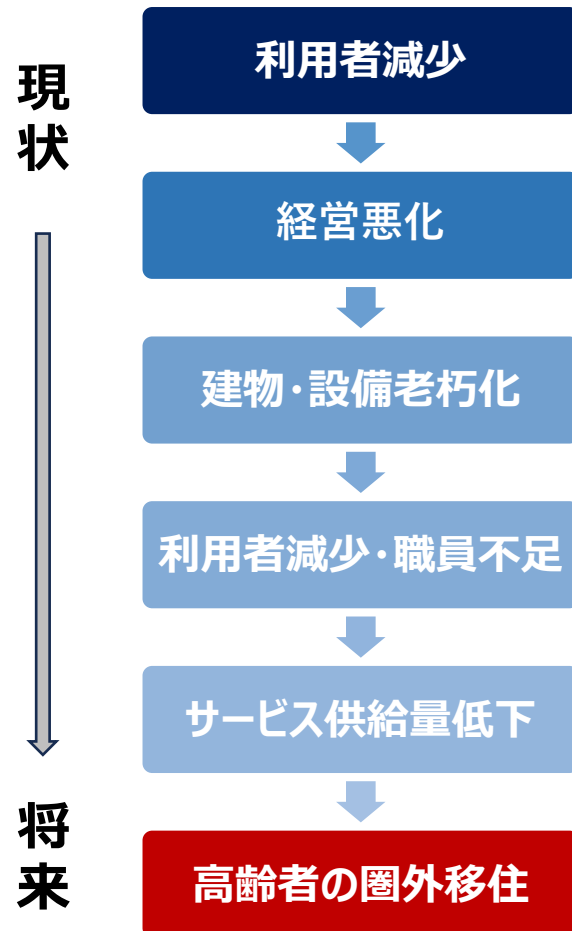 現状
利用者減少
経営悪化
建物・設備老朽化
利用者減少・職員不足
サービス供給量低下
将来
高齢者の圏外移住